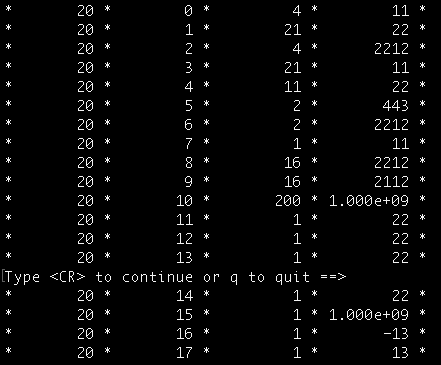 * 20 * 0 * 4 * 11 *
* 20 * 1 * 21 * 22 *
* 20 * 2 * 4 * 2212 *
* 20 * 3 * 21 * 11 *
* 20 * 4 * 11 * 22 *
* 20 * 5 * 2 * 443 *
* 20 * 6 * 2 * 2212 *
* 20 * 7 * 1 * 11 *
* 20 * 8 * 16 * 2212 *
* 20 * 9 * 16 * 2112 *
* 20 * 10 * 200 * 1.000e+09 *
* 20 * 11 * 1 * 22 *
* 20 * 12 * 1 * 22 *
* 20 * 13 * 1 * 22 *
Type <CR> to continue or q to quit ==>
* 20 * 14 * 1 * 22 *
* 20 * 15 * 1 * 1.000e+09 *
* 20 * 16 * 1 * -13 *
* 20 * 17 * 1 * 13 *